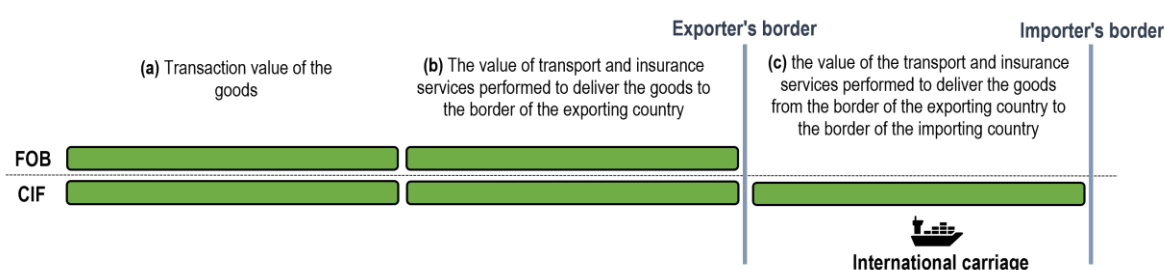 Exporter's border
Importer's border
(a) Transaction value of the
goods
(b) The value of transport and insurance
services performed to deliver the goods to
the border of the exporting country
(c) the value of the transport and insurance
services performed to deliver the goods
from the border of the exporting country to
the border of the importing country
FOB
CIF
International carriage